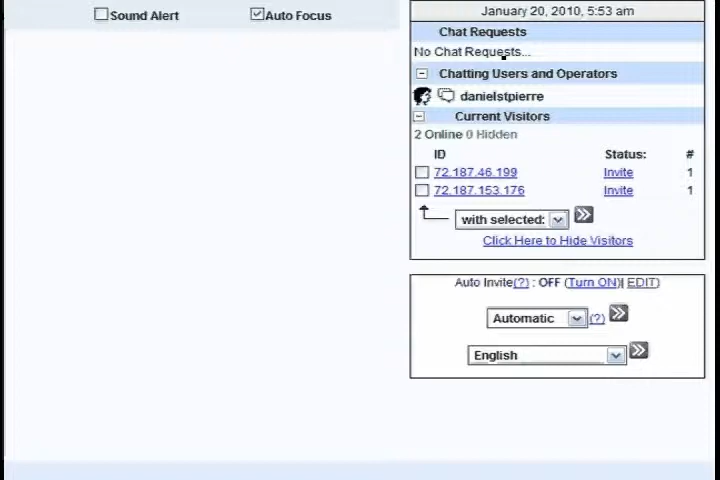 Sound Alert Auto Focus
January 20, 2010, 5:53 am
Chat Requests
No Chat Requests...
Chatting Users and Operators
danielstpierre
Current Visitors
2 Online 0 Hidden
ID Status: #
72.187.46.199 Invite 1
72.187.153.176 Invite 1
with selected:
Click Here to Hide Visitors
Auto Invite(?) : OFF (Turn ON)| EDIT)
Automatic (?)
English